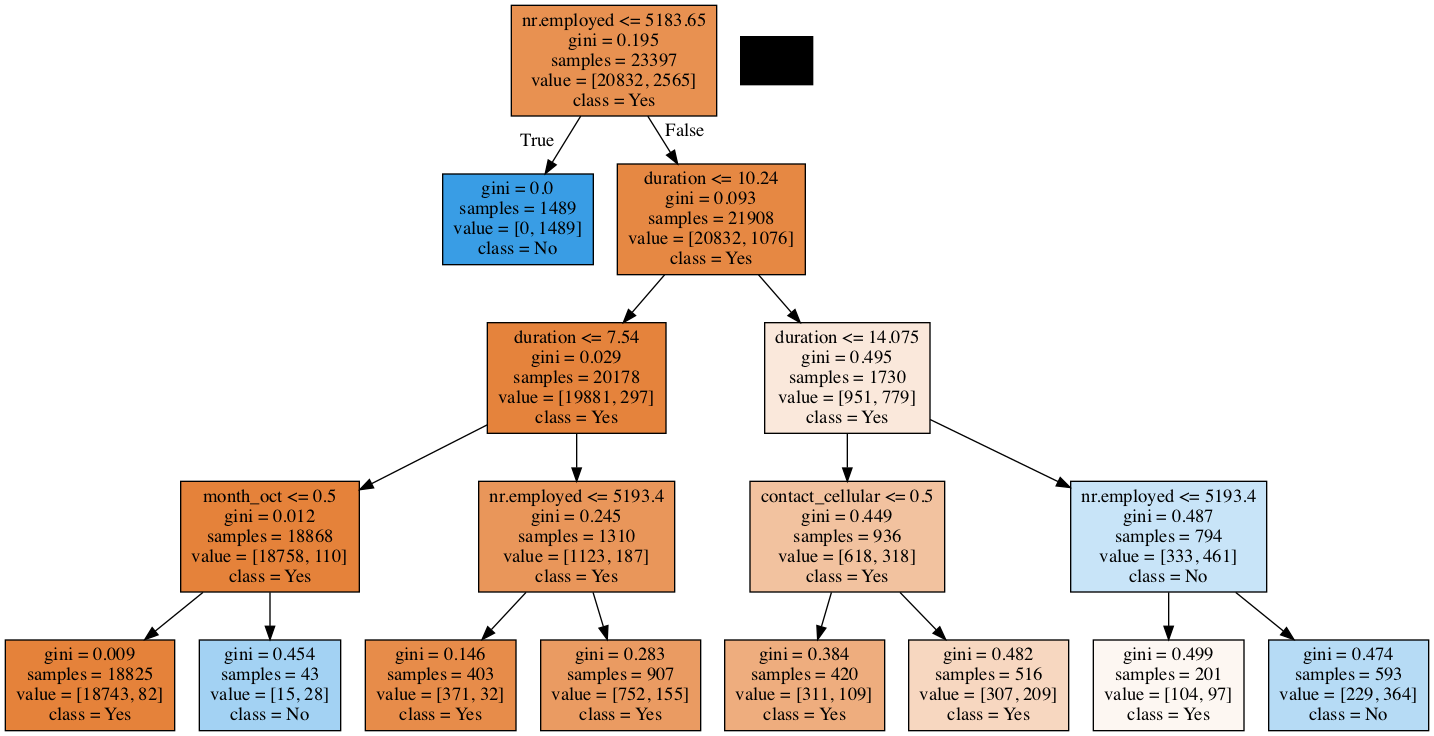 nr.employed <= 5183.65
gini = 0.195
samples = 23397
value = [20832, 2565]
class = Yes
True
False
gini = 0.0
samples = 1489
value = [0, 1489]
class = No
duration <= 10.24
gini = 0.093
samples = 21908
value = [20832, 1076]
class = Yes
duration <= 7.54
gini = 0.029
samples = 20178
value = [19881, 297]
class = Yes
duration <= 14.075
gini = 0.495
samples = 1730
value = [951, 779]
class = Yes
month_oct <= 0.5
gini = 0.012
samples = 18868
value = [18758, 110]
class = Yes
nr.employed <= 5193.4
gini = 0.245
samples = 1310
value = [1123, 187]
class = Yes
contact_cellular <= 0.5
gini = 0.449
samples = 936
value = [618, 318]
class = Yes
nr.employed <= 5193.4
gini = 0.487
samples = 794
value = [333, 461]
class = No
gini = 0.009
samples = 18825
value = [18743, 82]
class = Yes
gini = 0.454
samples = 43
value = [15, 28]
class = No
gini = 0.146
samples = 403
value = [371, 32]
class = Yes
gini = 0.283
samples = 907
value = [752, 155]
class = Yes
gini = 0.384
samples = 420
value = [311, 109]
class = Yes
gini = 0.482
samples = 516
value = [307, 209]
class = Yes
gini = 0.499
samples = 201
value = [104, 97]
class = Yes
gini = 0.474
samples = 593
value = [229, 364]
class = No